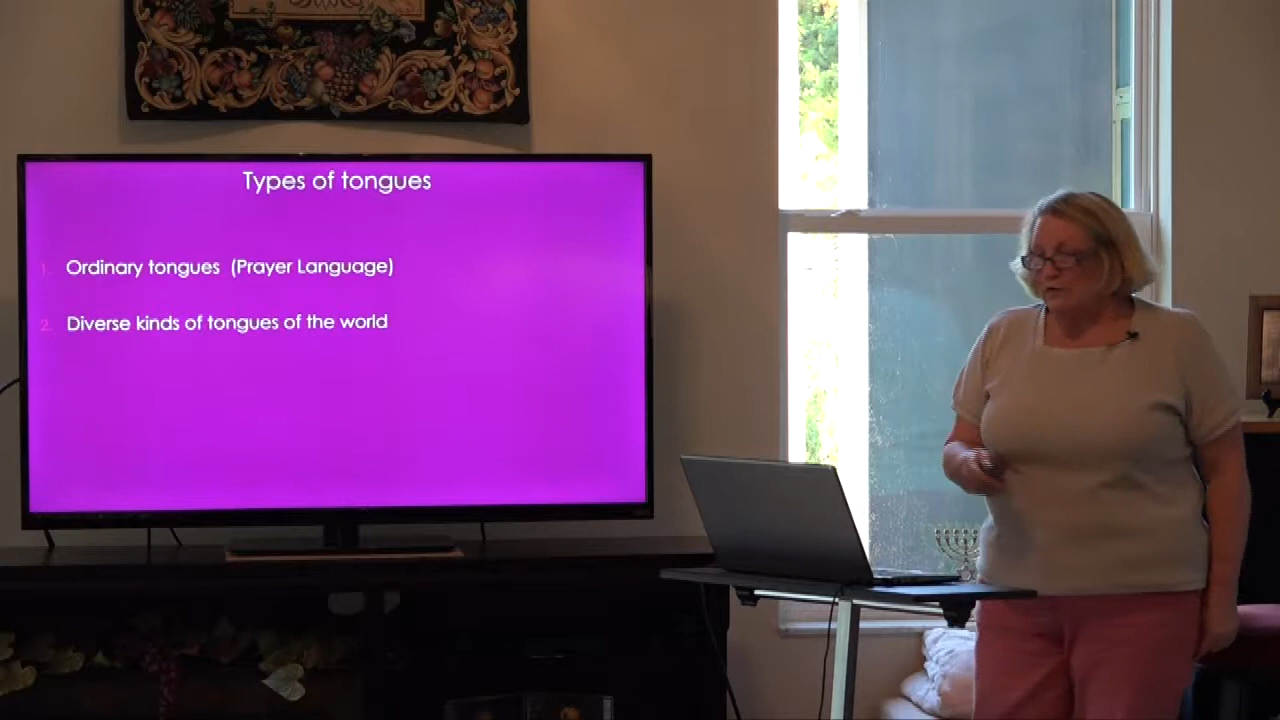 Types of tongues
1. Ordinary tongues (Prayer Language)
2. Diverse kinds of tongues of the world